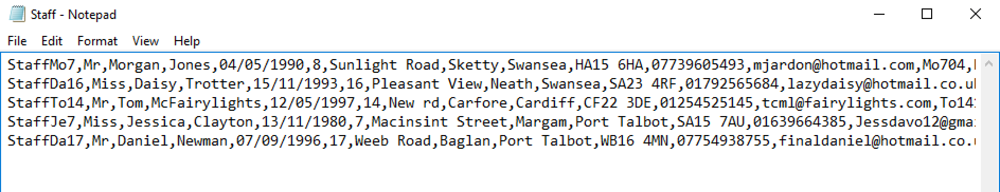 Staff - Notepad
File Edit Format View Help
StaffMo7,Mr,Morgan,Jones,04/05/1990,8,Sunlight Road,Sketty,Swansea,HA15 6HA,07739605493,mjardon@hotmail.com,Mo704,
StaffDa16,Miss,Daisy,Trotter,15/11/1993,16,Pleasant View,Neath,Swansea,SA23 4RF,01792565684,lazydaisy@hotmail.co.u
StaffTo14,Mr,Tom,McFairylights,12/05/1997,14,New rd,Carfore,Cardiff,CF22 3DE,01254525145,tcml@fairylights.com,To14
StaffJe7,Miss,Jessica,Clayton,13/11/1980,7,Macinsint Street,Margam,Port Talbot,SA15 7AU,01639664385,Jessdavo12@gma
StaffDa17,Mr,Daniel,Newman,07/09/1996,17,Weeb Road,Baglan,Port Talbot,WB16 4MN,07754938755,finaldaniel@hotmail.co.